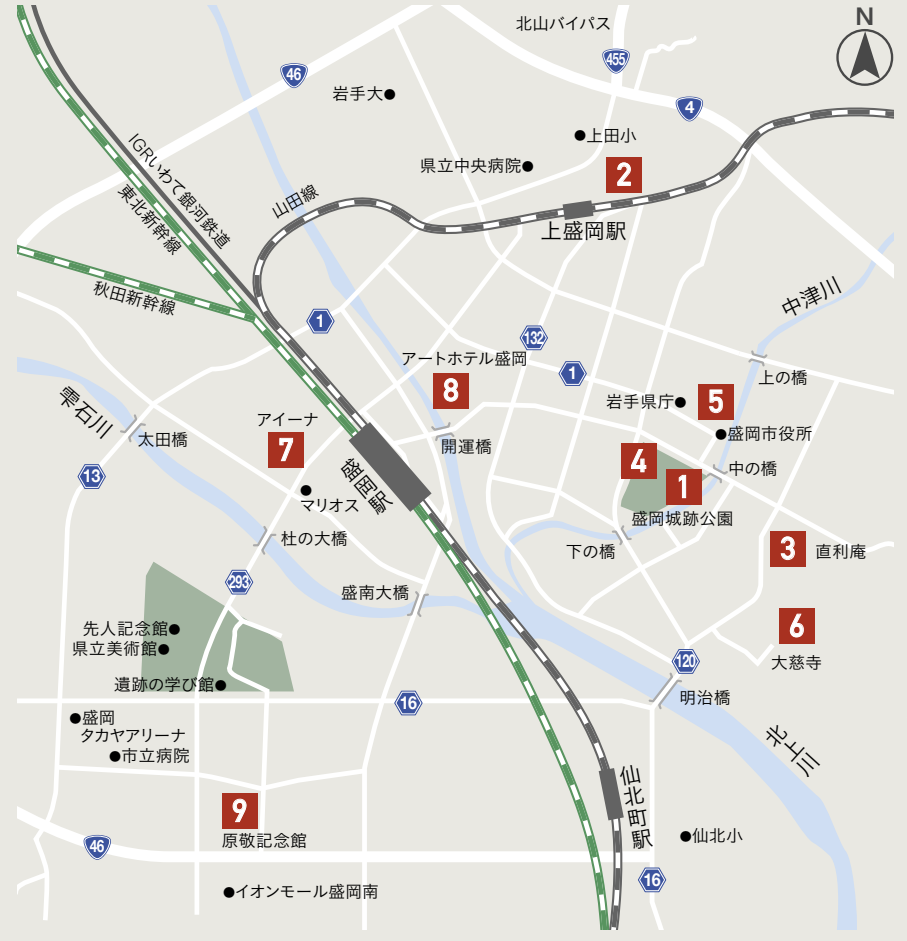 北山バイパス
N
455
46
岩手大
4
上田小
県立中央病院
2
IGRいわて銀河鉄道
東北新幹線
山田線
上盛岡駅
秋田新幹線
中津川
1
132
アートホテル盛岡
1
上の橋
8
岩手県庁
5
雫石川
アイーナ
盛岡市役所
太田橋
7
開運橋
4
中の橋
13
盛岡駅
1
マリオス
盛岡城跡公園
杜の大橋
下の橋
3
直利庵
293
盛南大橋
先人記念館
6
県立美術館
120
大慈寺
遺跡の学び館
明治橋
16
盛岡
タカヤアリーナ
北上川
市立病院
仙北町駅
9
原敬記念館
仙北小
46
イオンモール盛岡南
16